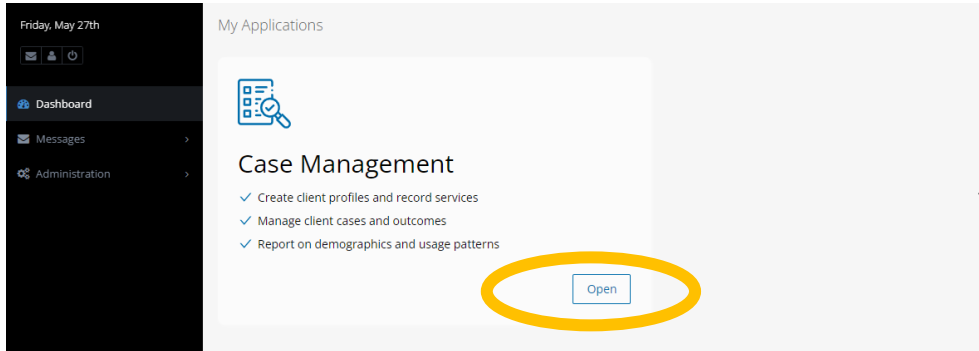 Friday, May 27th
Dashboard
Messages
Administration
My Applications
Case Management
Create client profiles and record services
Manage client cases and outcomes
Report on demographics and usage patterns
Open